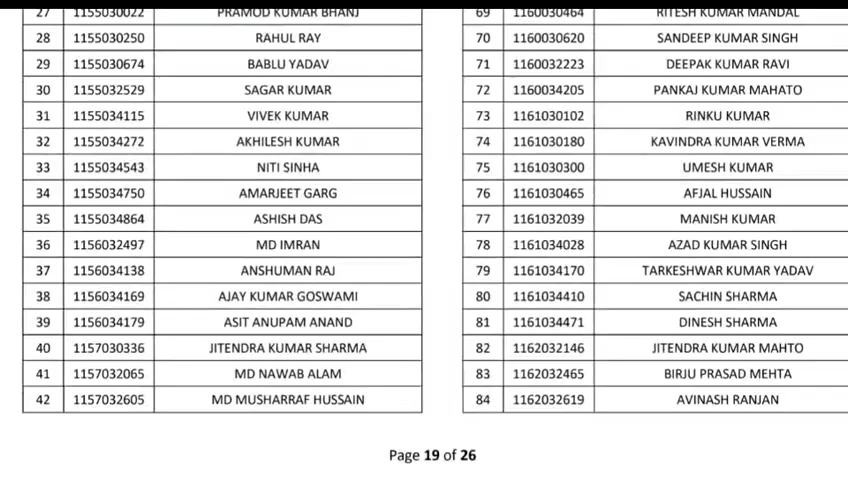 27 1155030022 PRAMOD KUMAR BHANJ
28 1155030250 RAHUL RAY
29 1155030674 BABLU YADAV
30 1155032529 SAGAR KUMAR
31 1155034115 VIVEK KUMAR
32 1155034272 AKHILESH KUMAR
33 1155034543 NITI SINHA
34 1155034750 AMARJEET GARG
35 1155034864 ASHISH DAS
36 1156032497 MD IMRAN
37 1156034138 ANSHUMAN RAJ
38 1156034169 AJAY KUMAR GOSWAMI
39 1156034179 ASIT ANUPAM ANAND
40 1157030336 JITENDRA KUMAR SHARMA
41 1157032065 MD NAWAB ALAM
42 1157032605 MD MUSHARRAF HUSSAIN
69 1160030464 RITESH KUMAR MANDAL
70 1160030620 SANDEEP KUMAR SINGH
71 1160032223 DEEPAK KUMAR RAVI
72 1160034205 PANKAJ KUMAR MAHATO
73 1161030102 RINKU KUMAR
74 1161030180 KAVINDRA KUMAR VERMA
75 1161030300 UMESH KUMAR
76 1161030465 AFJAL HUSSAIN
77 1161032039 MANISH KUMAR
78 1161034028 AZAD KUMAR SINGH
79 1161034170 TARKESHWAR KUMAR YADAV
80 1161034410 SACHIN SHARMA
81 1161034471 DINESH SHARMA
82 1162032146 JITENDRA KUMAR MAHTO
83 1162032465 BIRJU PRASAD MEHTA
84 1162032619 AVINASH RANJAN
Page 19 of 26